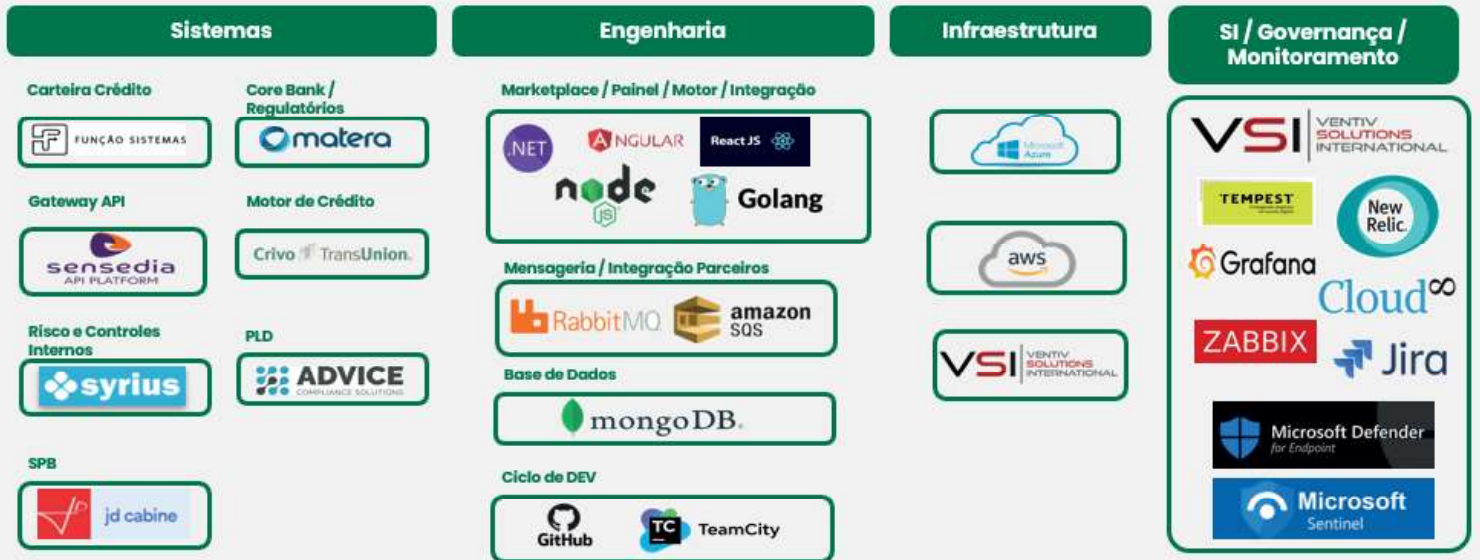 Sistemas
Carteira Crédito
FUNÇÃO SISTEMAS
Core Bank /
Regulatórios
matera
Gateway API
sensedia
API PLATFORM
Motor de Crédito
Crivo TransUnion.
Risco e Controles
Internos
syrius
PLD
ADVICE
COMPLIANCE SOLUTIONS
SPB
jd cabine
Engenharia
Marketplace / Painel / Motor / Integração
.NET
ANGULAR
React JS
node
JS
Golang
Mensageria / Integração Parceiros
RabbitMQ
amazon
SQS
Base de Dados
mongoDB.
Ciclo de DEV
GitHub
TC
TeamCity
Infraestrutura
Microsoft
Azure
aws
VSI
VENTIV
SOLUTIONS
INTERNATIONAL
SI / Governança /
Monitoramento
VSI
VENTIV
SOLUTIONS
INTERNATIONAL
TEMPEST
New
Relic.
Grafana
Cloud∞
ZABBIX
Jira
Microsoft Defender
for Endpoint
Microsoft
Sentinel